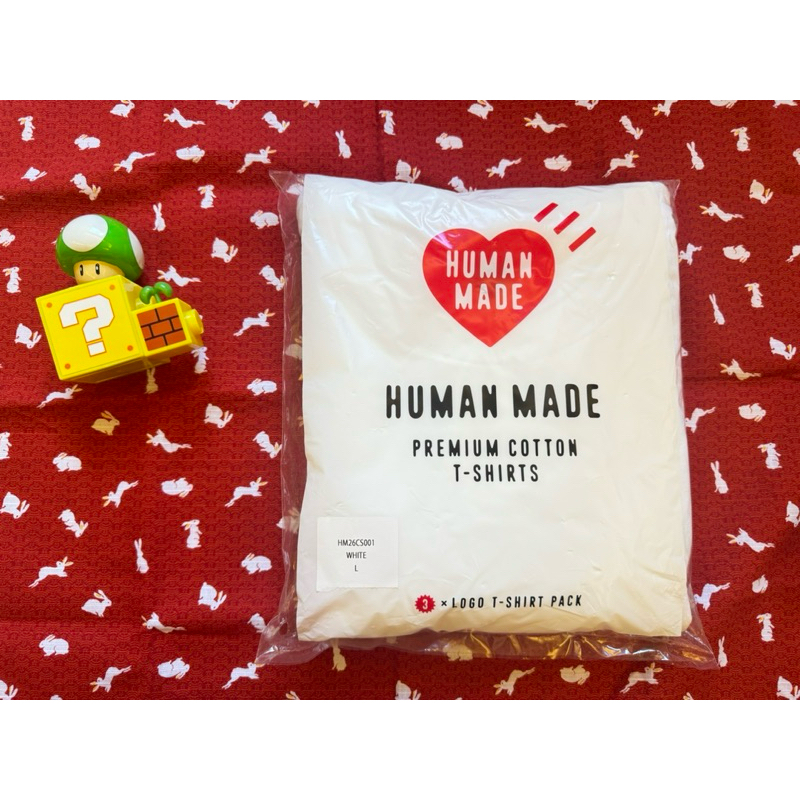 HUMAN
MADE
HUMAN MADE
PREMIUM COTTON
T-SHIRTS
HM26CS001
WHITE
L
3 × LOGO T-SHIRT PACK
?